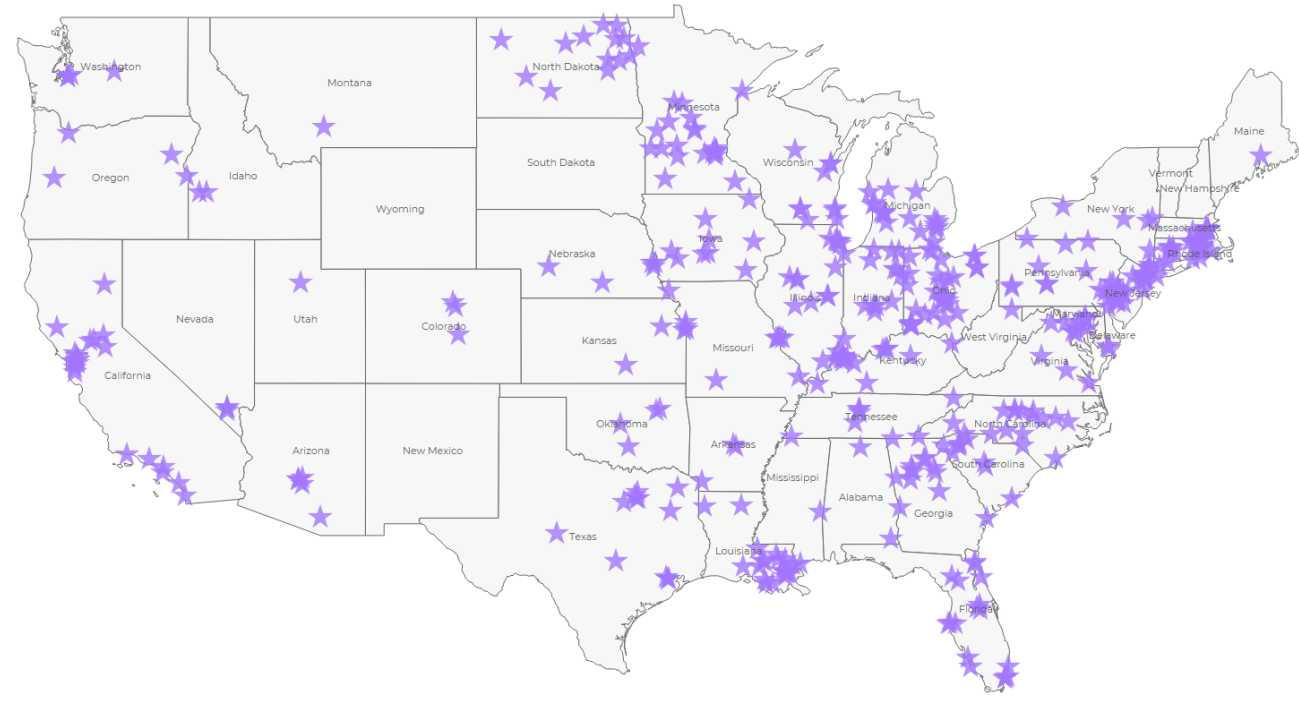 Washington
Montana
North Dakota
Minnesota
Maine
Oregon
Idaho
South Dakota
Wisconsin
Vermont
New Hampshire
Wyoming
Michigan
New York
Massachusetts
Iowa
Nebraska
Rhode Island
Pennsylvania
Nevada
Utah
Colorado
Illinois
Indiana
Ohio
New Jersey
Maryland
Kansas
Missouri
West Virginia
Delaware
California
Kentucky
Virginia
Oklahoma
Tennessee
North Carolina
Arizona
New Mexico
Arkansas
South Carolina
Mississippi
Alabama
Georgia
Texas
Louisiana
Florida